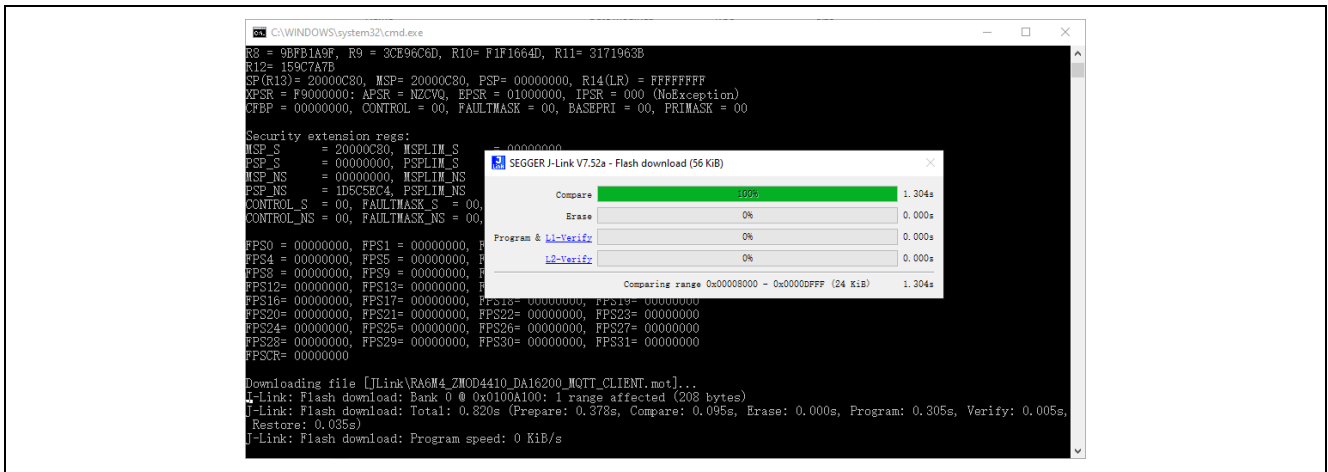 C:\WINDOWS\system32\cmd.exe
R8 = 9BFB1A9F, R9 = 3CE96C6D, R10= F1F1664D, R11= 3171963B
R12= 159C7A7B
SP(R13)= 20000C80, MSP= 20000C80, PSP= 00000000, R14(LR) = FFFFFFFF
XPSR = F9000000: APSR = NZCVQ, EPSR = 01000000, IPSR = 000 (NoException)
CFBP = 00000000, CONTROL = 00, FAULTMASK = 00, BASEPRI = 00, PRIMASK = 00
Security extension regs:
MSP_S = 20000C80, MSPLIM_S = 00000000
PSP_S = 00000000, PSPLIM_S
MSP_NS = 00000000, MSPLIM_NS
PSP_NS = 1D5C5EC4, PSPLIM_NS
CONTROL_S = 00, FAULTMASK_S = 00,
CONTROL_NS = 00, FAULTMASK_NS = 00,
SEGGER J-Link V7.52a - Flash download (56 KiB)
Compare 100% 1.304s
Erase 0% 0.000s
Program & L1-Verify 0% 0.000s
L2-Verify 0% 0.000s
Comparing range 0x00008000 - 0x0000DFFF (24 KiB) 1.304s
FPS0 = 00000000, FPS1 = 00000000, F
FPS4 = 00000000, FPS5 = 00000000, F
FPS8 = 00000000, FPS9 = 00000000, F
FPS12= 00000000, FPS13= 00000000, F
FPS16= 00000000, FPS17= 00000000, FPS18= 00000000, FPS19= 00000000
FPS20= 00000000, FPS21= 00000000, FPS22= 00000000, FPS23= 00000000
FPS24= 00000000, FPS25= 00000000, FPS26= 00000000, FPS27= 00000000
FPS28= 00000000, FPS29= 00000000, FPS30= 00000000, FPS31= 00000000
FPSCR= 00000000
Downloading file [JLink\RA6M4_ZMOD4410_DA16200_MQTT_CLIENT.mot]...
J-Link: Flash download: Bank 0 @ 0x0100A100: 1 range affected (208 bytes)
J-Link: Flash download: Total: 0.820s (Prepare: 0.378s, Compare: 0.095s, Erase: 0.000s, Program: 0.305s, Verify: 0.005s,
Restore: 0.035s)
J-Link: Flash download: Program speed: 0 KiB/s